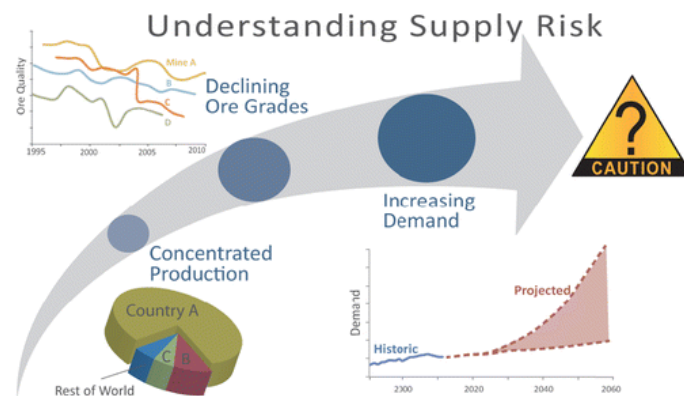 Understanding Supply Risk
Ore Quality
Mine A
B
C
D
1995 2000 2005 2010
Declining
Ore Grades
?
CAUTION
Increasing
Demand
Concentrated
Production
Country A
C B
Rest of World
Demand
Projected
Historic
2300 2020 2040 2060